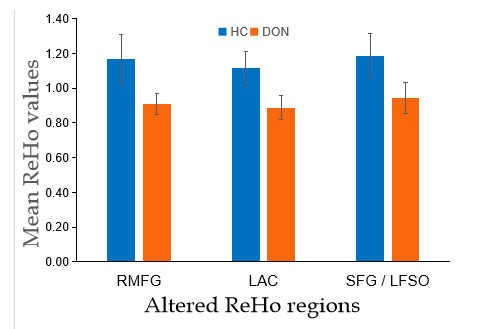 1.40
HC DON
1.20
1.00
0.80
0.60
0.40
0.20
0.00
Mean ReHo values
RMFG LAC SFG / LFSO
Altered ReHo regions